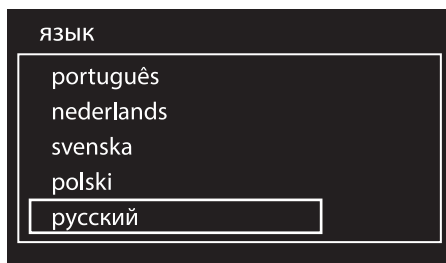 язык
português
nederlands
svenska
polski
русский